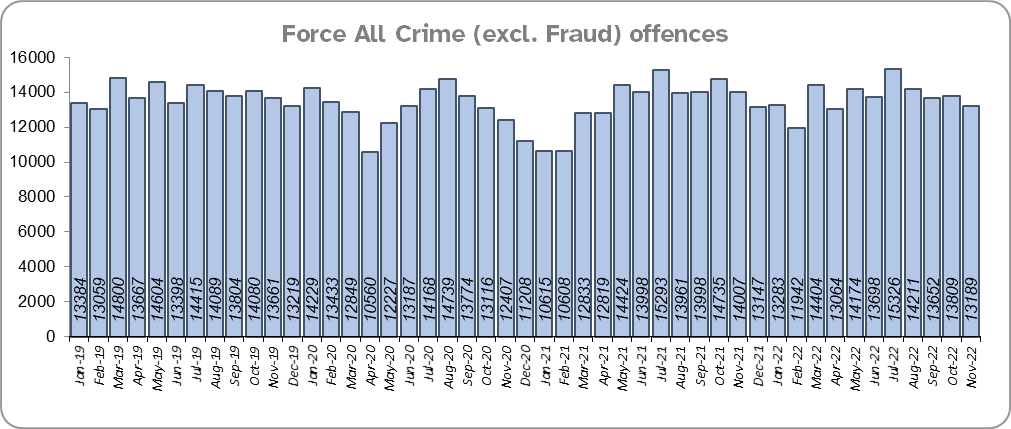 Force All Crime (excl. Fraud) offences
16000
14000
12000
10000
8000
6000
4000
2000
0
13384
13059
14800
13667
14604
13398
14415
14089
13804
14080
13661
13219
14229
13433
12849
10560
12227
13187
14168
14739
13774
13116
12407
11208
10615
10608
12833
12819
14424
13998
15293
13961
13998
14735
14007
13147
13283
11942
14404
13064
14174
13698
15326
14211
13652
13809
13189
Jan-19
Feb-19
Mar-19
Apr-19
May-19
Jun-19
Jul-19
Aug-19
Sep-19
Oct-19
Nov-19
Dec-19
Jan-20
Feb-20
Mar-20
Apr-20
May-20
Jun-20
Jul-20
Aug-20
Sep-20
Oct-20
Nov-20
Dec-20
Jan-21
Feb-21
Mar-21
Apr-21
May-21
Jun-21
Jul-21
Aug-21
Sep-21
Oct-21
Nov-21
Dec-21
Jan-22
Feb-22
Mar-22
Apr-22
May-22
Jun-22
Jul-22
Aug-22
Sep-22
Oct-22
Nov-22